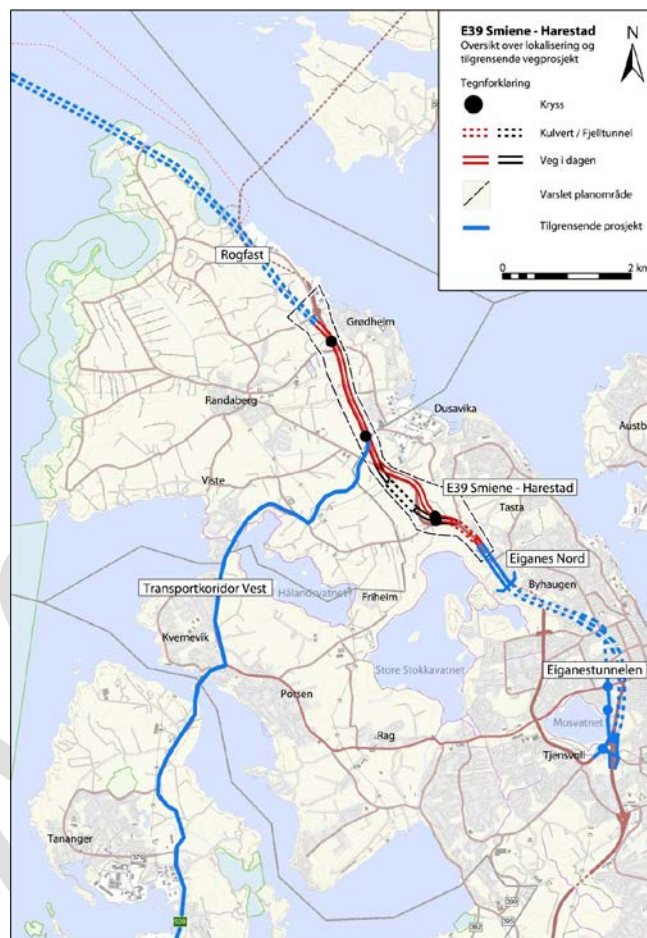 E39 Smiene - Harestad
Oversikt over lokalisering og
tilgrensende vegprosjekt
N
Tegnforklaring
Kryss
Kulvert / Fjelltunnel
Veg i dagen
Varslet planområde
Tilgrensende prosjekt
0 2 km
Rogfast
Grødheim
Randaberg
Dusavika
Austb
Viste
E39 Smiene - Harestad
Tasta
Eiganes Nord
Transportkoridor Vest
Hålandsvatnet
Friheim
Byhaugen
Kvernevik
Store Stokkavatnet
Eiganestunnelen
Porsen
Mosvatnet
Rag
Tjensvoll
Tananger
509